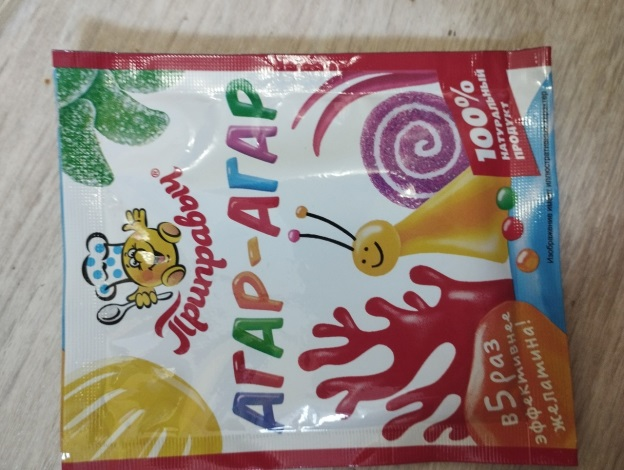 Приправыч®
АГАР-АГАР
100%
НАТУРАЛЬНЫЙ
ПРОДУКТ
в 5 раз
эффективнее
желатина!